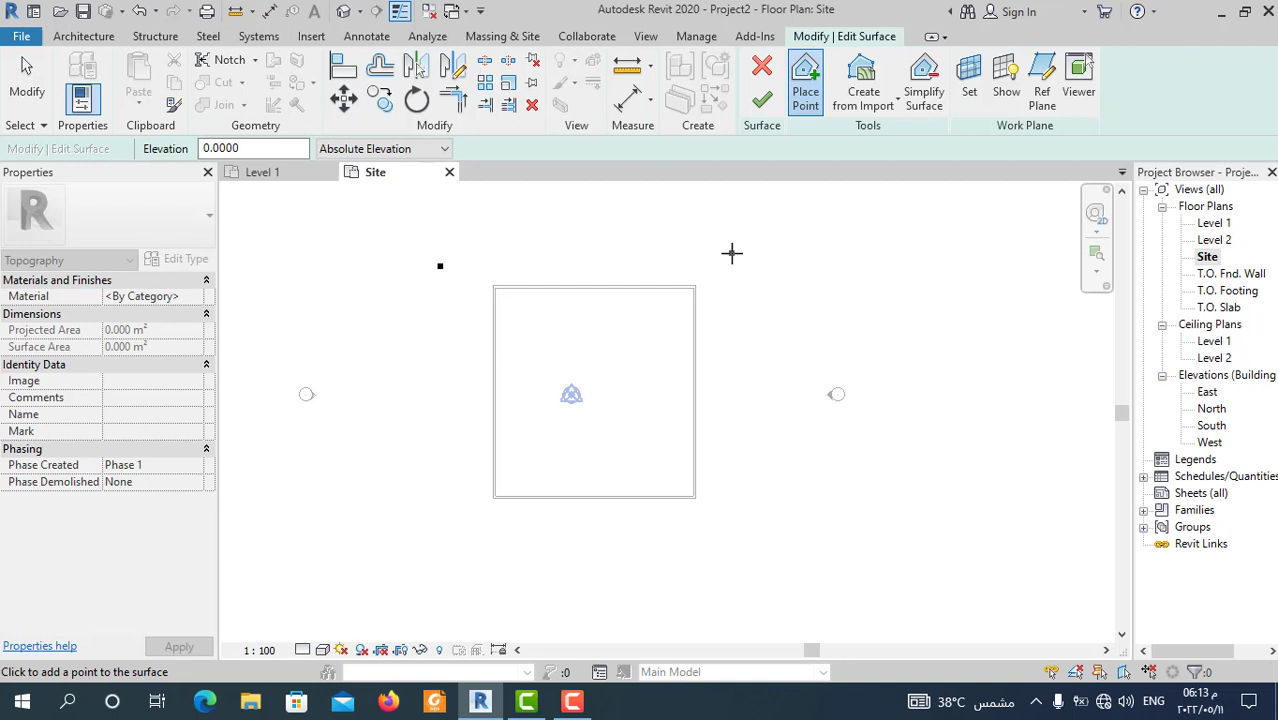 Autodesk Revit 2020 - Project2 - Floor Plan: Site
Sign In
File
Architecture
Structure
Steel
Systems
Insert
Annotate
Analyze
Massing & Site
Collaborate
View
Manage
Add-Ins
Modify | Edit Surface
Modify
Select
Properties
Paste
Clipboard
Notch
Cut
Join
Geometry
Modify
View
Measure
Create
Surface
Place Point
Create from Import
Simplify Surface
Tools
Set
Show
Ref Plane
Viewer
Work Plane
Modify | Edit Surface
Elevation
0.0000
Absolute Elevation
Properties
Level 1
Site
Project Browser - Proje...
R
Topography
Edit Type
Materials and Finishes
Material <By Category>
Dimensions
Projected Area 0.000 m²
Surface Area 0.000 m²
Identity Data
Image
Comments
Name
Mark
Phasing
Phase Created Phase 1
Phase Demolished None
2D
Views (all)
Floor Plans
Level 1
Level 2
Site
T.O. Fnd. Wall
T.O. Footing
T.O. Slab
Ceiling Plans
Level 1
Level 2
Elevations (Building
East
North
South
West
Legends
Schedules/Quantities
Sheets (all)
Families
Groups
Revit Links
Properties help
Apply
1 : 100
Click to add a point to the surface
:0
Main Model
:0
38°C مشمس
ENG
06:13 م
٢٠٢٢/٠٥/١١